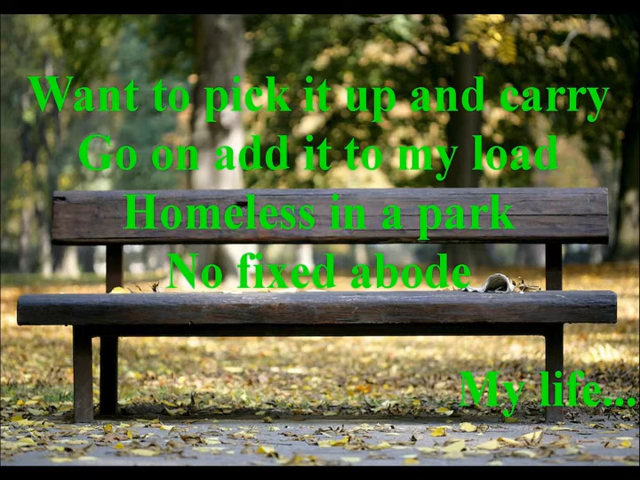 Want to pick it up and carry
Go on add it to my load
Homeless in a park
No fixed abode
My life...